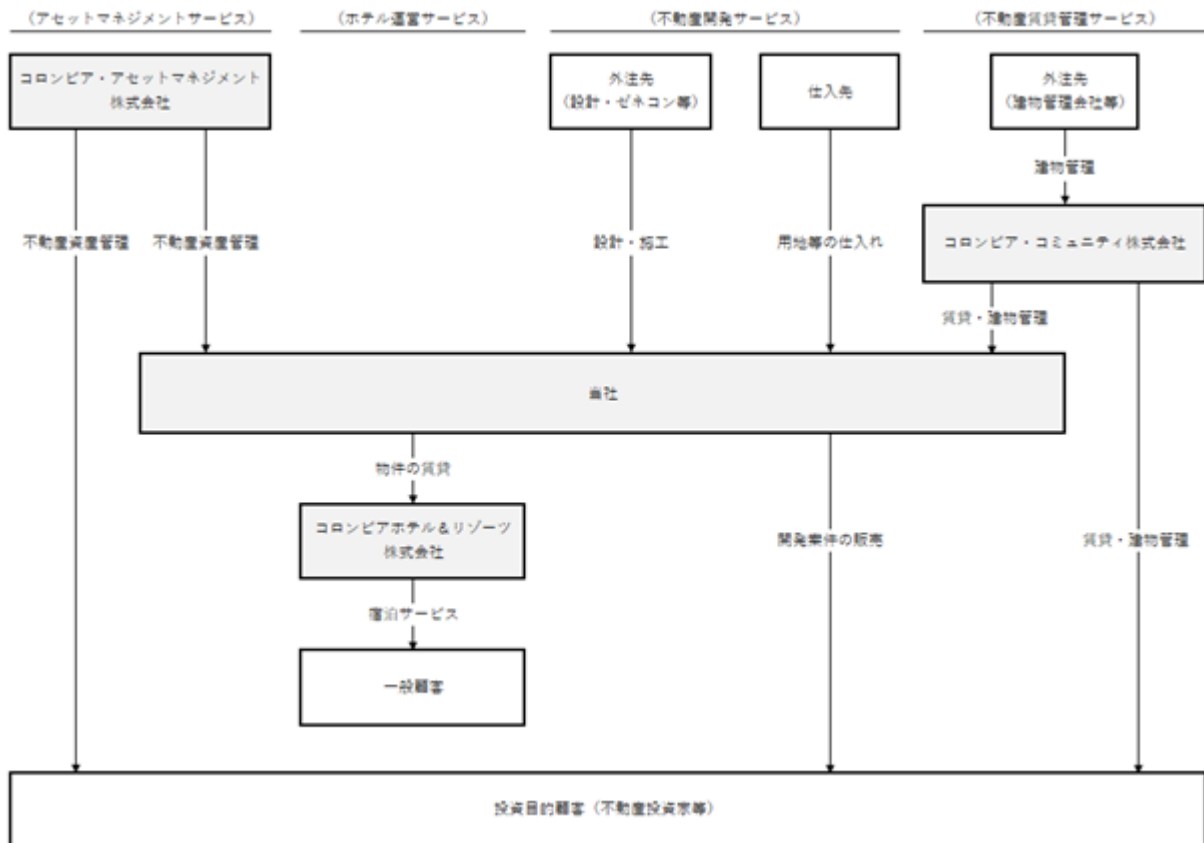 （アセットマネジメントサービス）
（ホテル運営サービス）
（不動産開発サービス）
（不動産賃貸管理サービス）
コロンビア・アセットマネジメント
株式会社
外注先
（設計・ゼネコン等）
仕入先
外注先
（建物管理会社等）
建物管理
不動産資産管理
不動産資産管理
設計・施工
用地等の仕入れ
コロンビア・コミュニティ株式会社
賃貸・建物管理
当社
物件の賃貸
コロンビアホテル＆リゾーツ
株式会社
開発案件の販売
賃貸・建物管理
宿泊サービス
一般顧客
投資目的顧客（不動産投資家等）